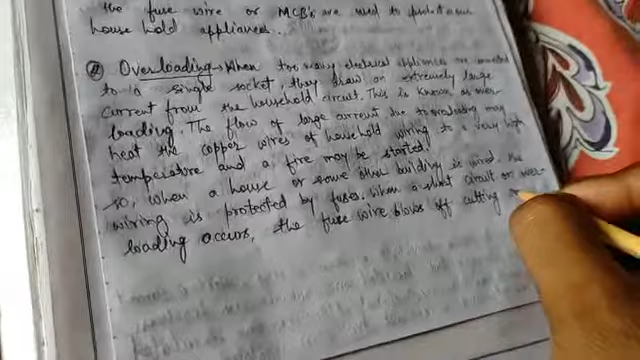 the fuse wire or MCB's are used to protect our
house hold appliances.
Overloading → When too many electrical appliances are connected
to a single socket, they draw an extremely large
current from the household circuit. This is known as over-
loading. The flow of large current due to overloading may
heat the copper wires of household wiring to a very high
temperature and a fire may be started.
So, when a house or some other building is wired, the
wiring is protected by fuses. When a short circuit or over-
loading occurs, the fuse wire blows off cutting